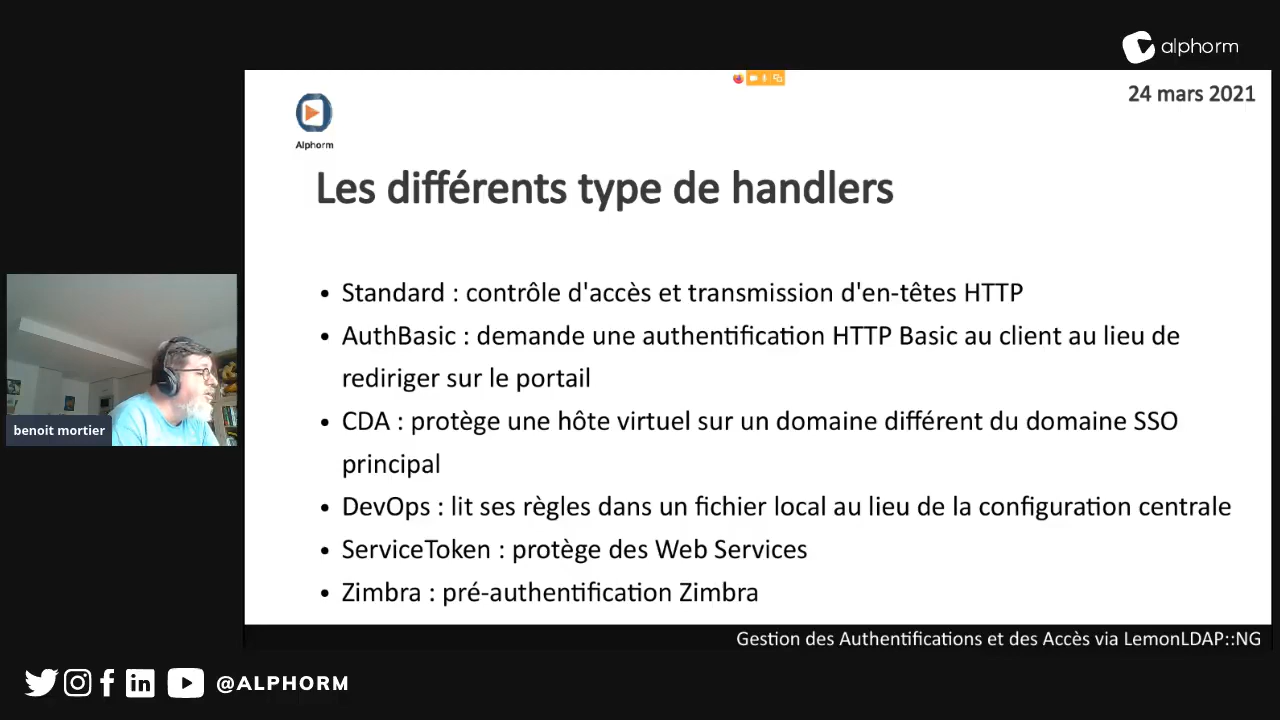 alphorm
24 mars 2021
Alphorm
Les différents type de handlers
• Standard : contrôle d'accès et transmission d'en-têtes HTTP
• AuthBasic : demande une authentification HTTP Basic au client au lieu de
rediriger sur le portail
• CDA : protège une hôte virtuel sur un domaine différent du domaine SSO
principal
• DevOps : lit ses règles dans un fichier local au lieu de la configuration centrale
• ServiceToken : protège des Web Services
• Zimbra : pré-authentification Zimbra
benoit mortier
Gestion des Authentifications et des Accès via LemonLDAP::NG
@ALPHORM